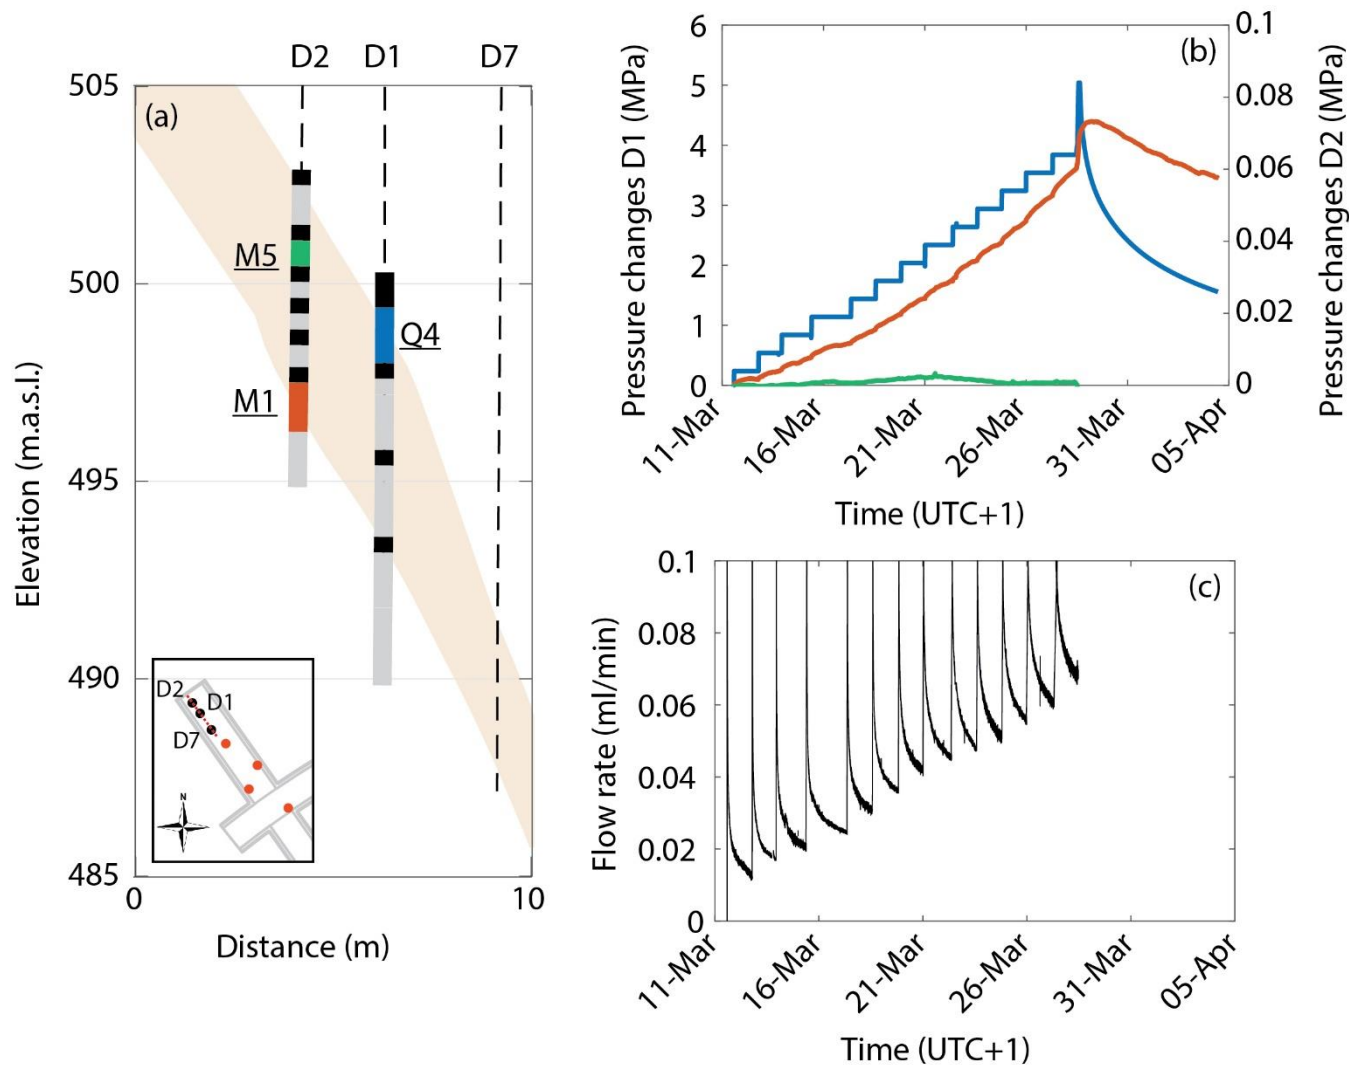 D2 D1 D7
(a)
505
500
495
490
485
Elevation (m.a.s.l.)
M5
M1
Q4
D2
D1
D7
N
0 10
Distance (m)
(b)
6
5
4
3
2
1
0
Pressure changes D1 (MPa)
0.1
0.08
0.06
0.04
0.02
0
Pressure changes D2 (MPa)
11-Mar 16-Mar 21-Mar 26-Mar 31-Mar 05-Apr
Time (UTC+1)
(c)
0.1
0.08
0.06
0.04
0.02
0
Flow rate (ml/min)
11-Mar 16-Mar 21-Mar 26-Mar 31-Mar 05-Apr
Time (UTC+1)